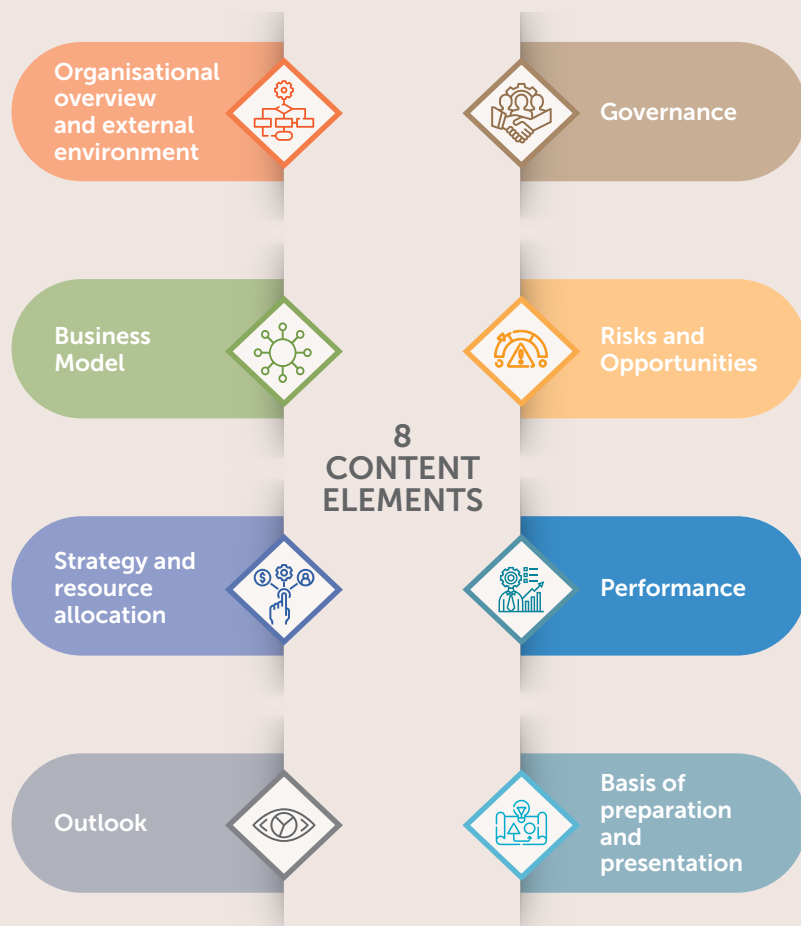 Organisational
overview
and external
environment
Governance
Business
Model
Risks and
Opportunities
8
CONTENT
ELEMENTS
Strategy and
resource
allocation
Performance
Outlook
Basis of
preparation
and
presentation